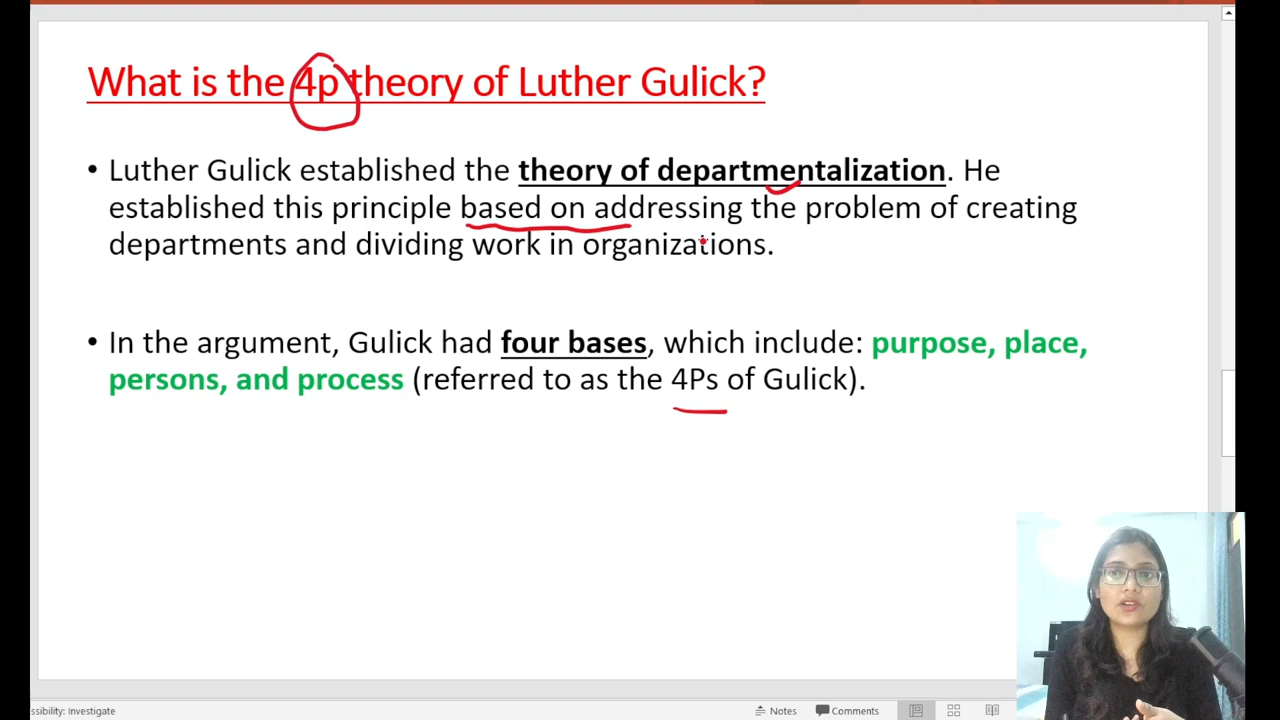 What is the 4p theory of Luther Gulick?
• Luther Gulick established the theory of departmentalization. He
established this principle based on addressing the problem of creating
departments and dividing work in organizations.
• In the argument, Gulick had four bases, which include: purpose, place,
persons, and process (referred to as the 4Ps of Gulick).
ssibility: Investigate
Notes
Comments